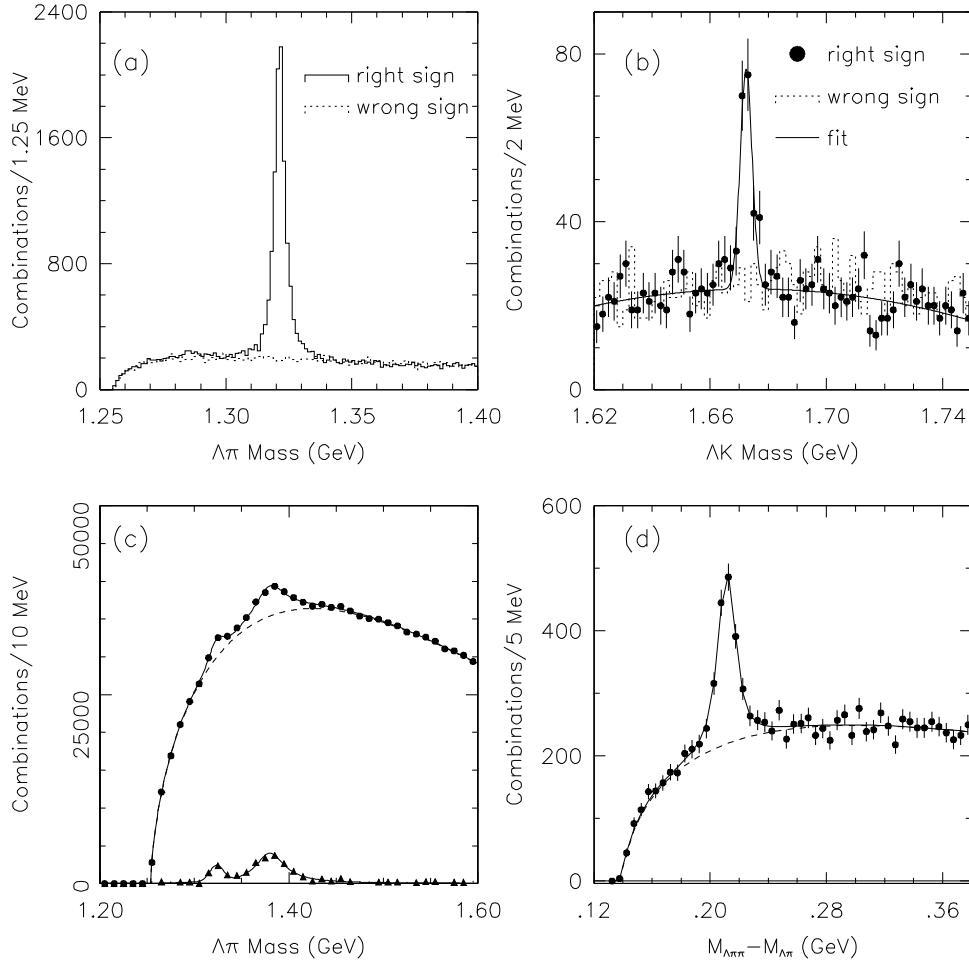 (a)
right sign
wrong sign
Combinations/1.25 MeV
2400
1600
800
0
1.25 1.30 1.35 1.40
Λπ Mass (GeV)
(b)
right sign
wrong sign
fit
Combinations/2 MeV
80
40
0
1.62 1.66 1.70 1.74
ΛK Mass (GeV)
(c)
Combinations/10 MeV
50000
25000
0
1.20 1.40 1.60
Λπ Mass (GeV)
(d)
Combinations/5 MeV
600
400
200
0
.12 .20 .28 .36
M_Λππ−M_Λπ (GeV)